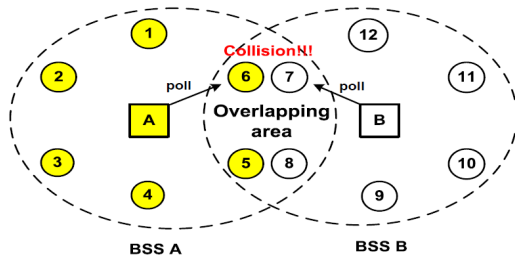 1
12
Collision!!!
2
6
7
11
poll
poll
A
Overlapping
area
B
3
5
8
10
4
9
BSS A
BSS B